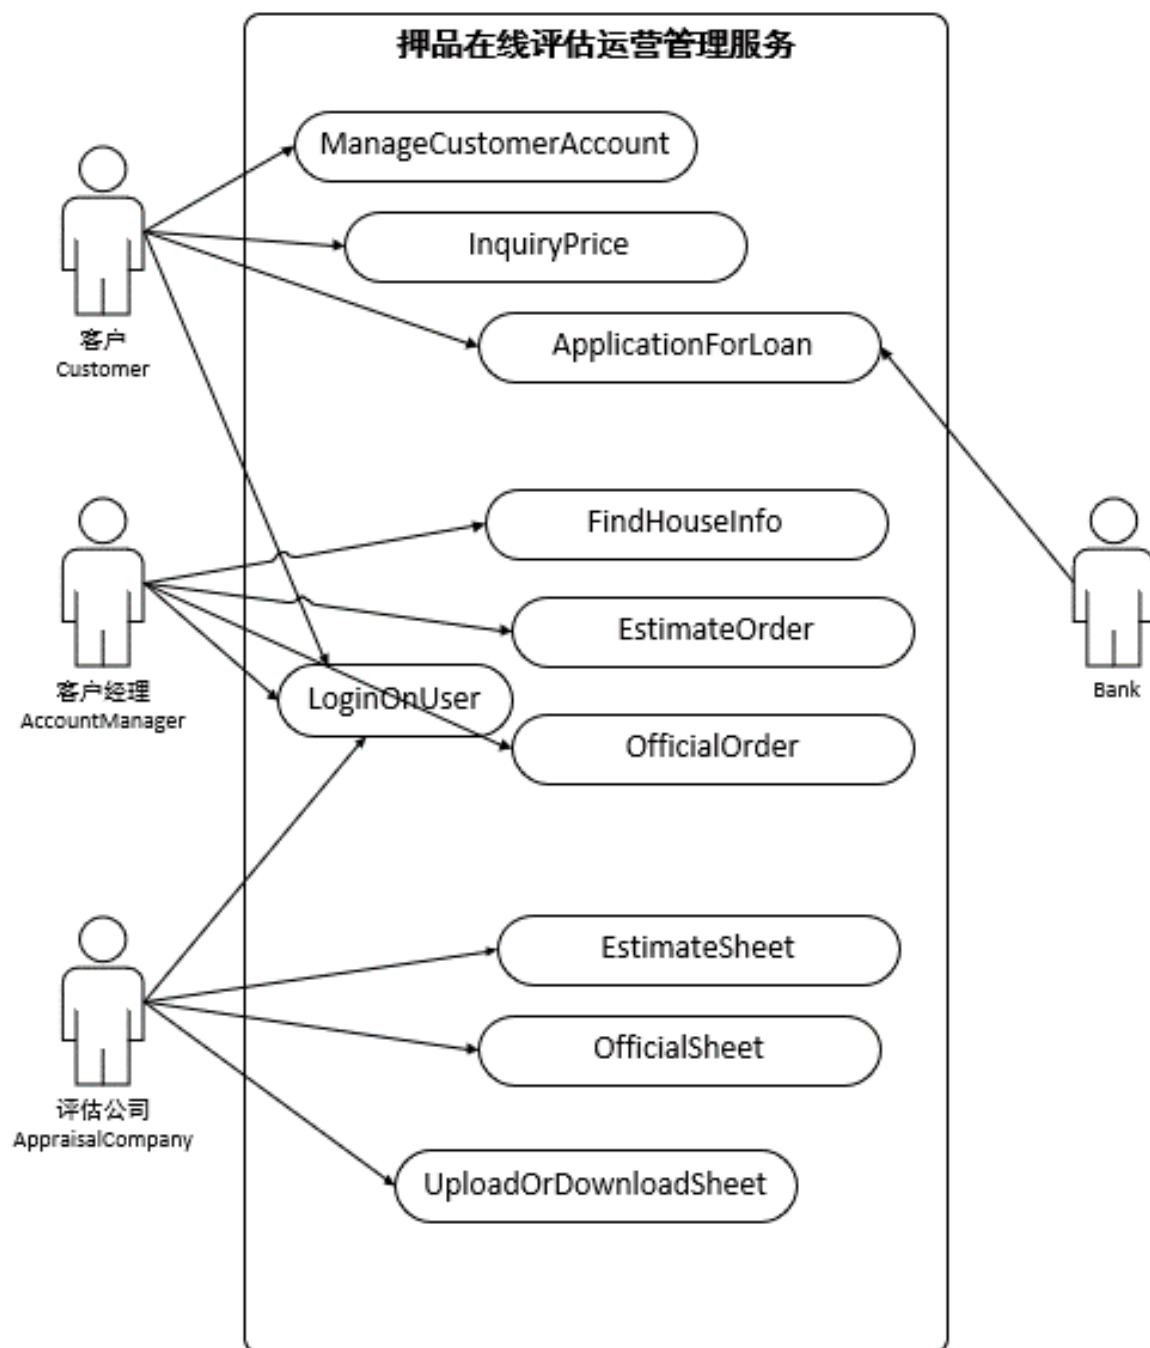 押品在线评估运营管理服务
ManageCustomerAccount
InquiryPrice
ApplicationForLoan
客户
Customer
FindHouseInfo
EstimateOrder
LoginOnUser
OfficialOrder
客户经理
AccountManager
Bank
EstimateSheet
OfficialSheet
评估公司
AppraisalCompany
UploadOrDownloadSheet